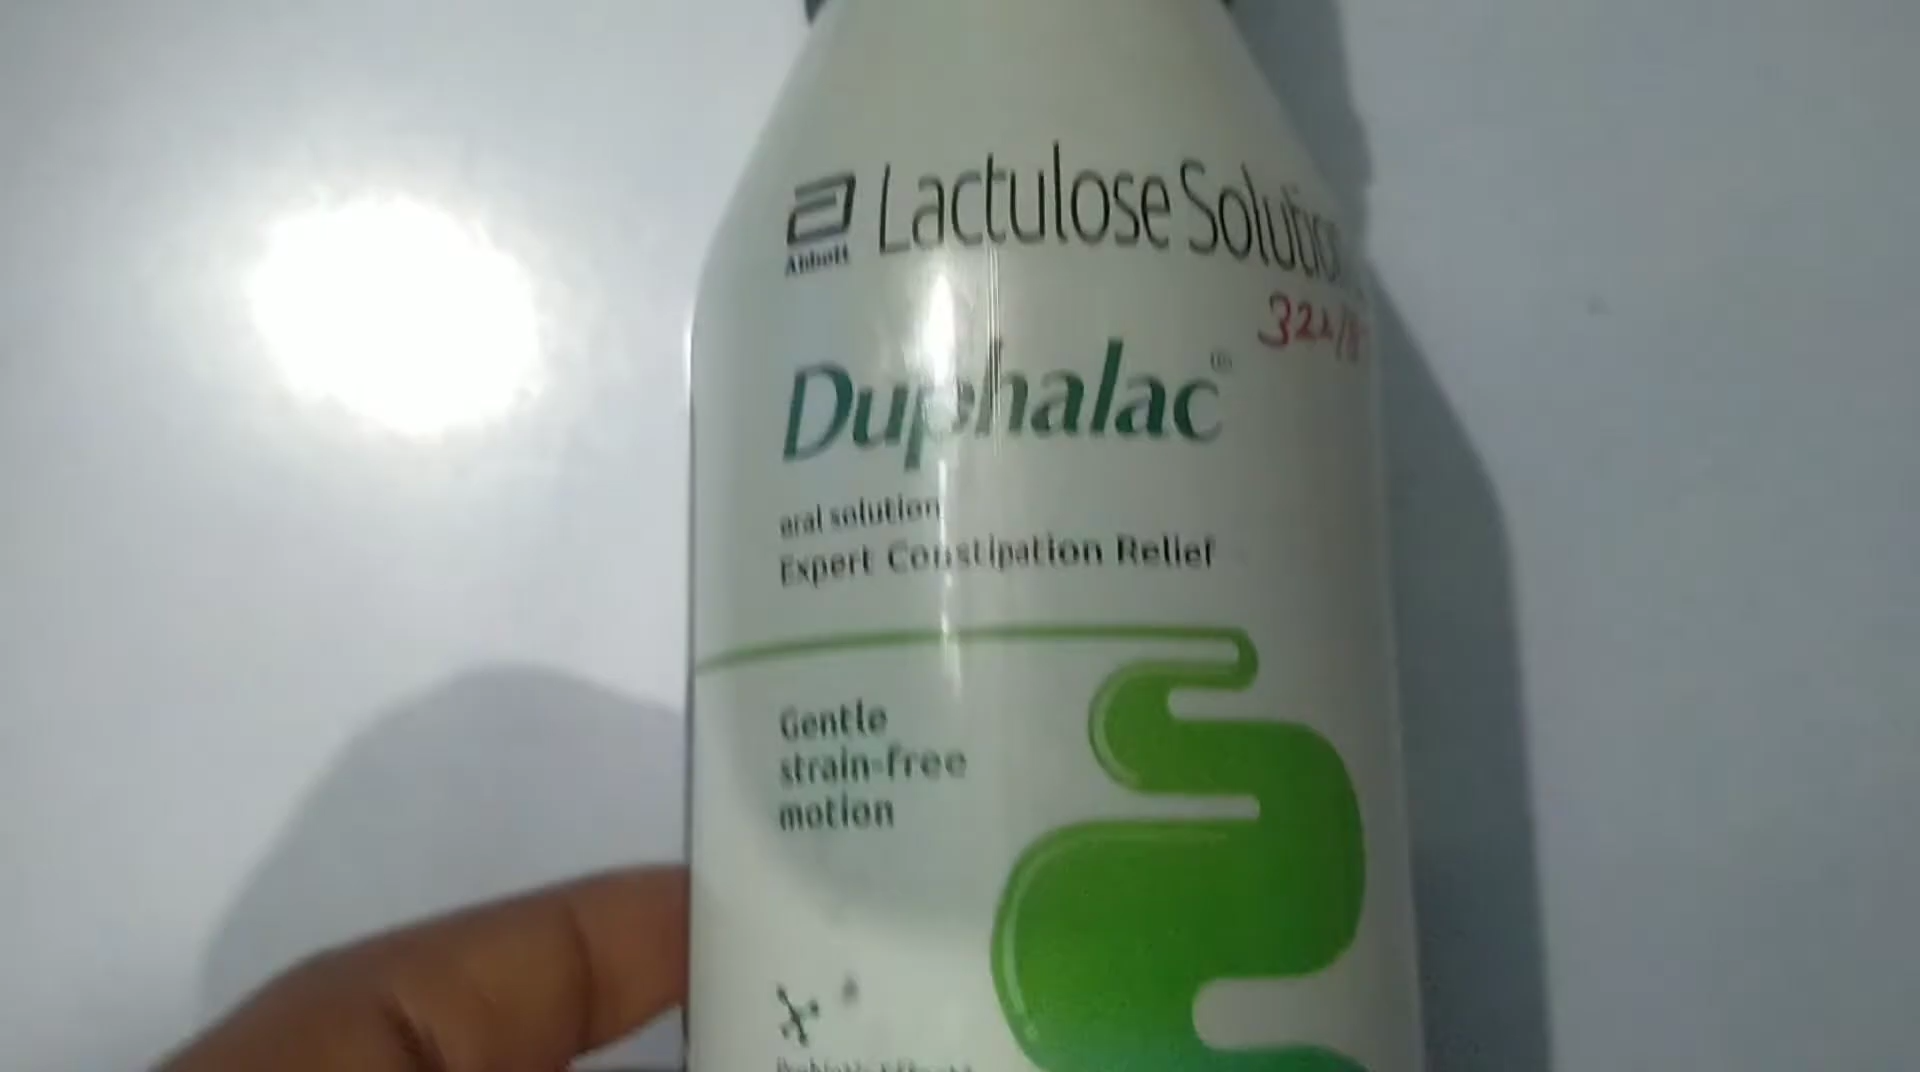 Lactulose Solution
Abbott
Duphalac
oral solution
Expert Constipation Relief
Gentle
strain-free
motion